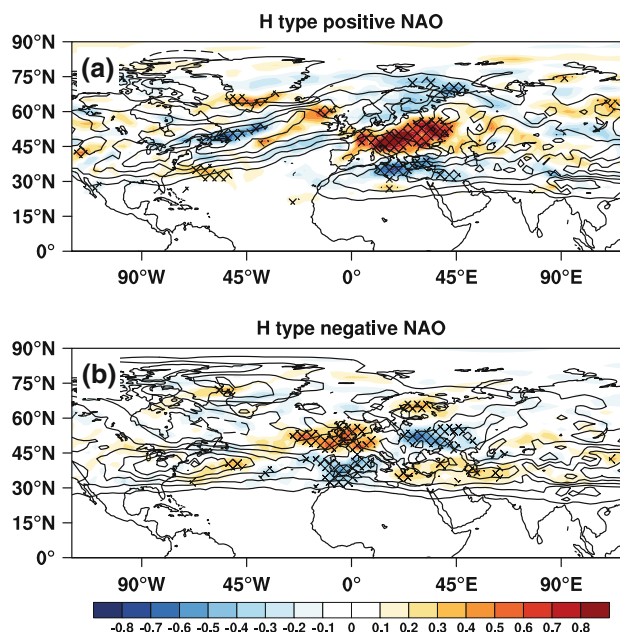 H type positive NAO
(a)
90°N
75°N
60°N
45°N
30°N
15°N
0°
90°W 45°W 0° 45°E 90°E
H type negative NAO
(b)
90°N
75°N
60°N
45°N
30°N
15°N
0°
90°W 45°W 0° 45°E 90°E
-0.8 -0.7 -0.6 -0.5 -0.4 -0.3 -0.2 -0.1 0 0.1 0.2 0.3 0.4 0.5 0.6 0.7 0.8